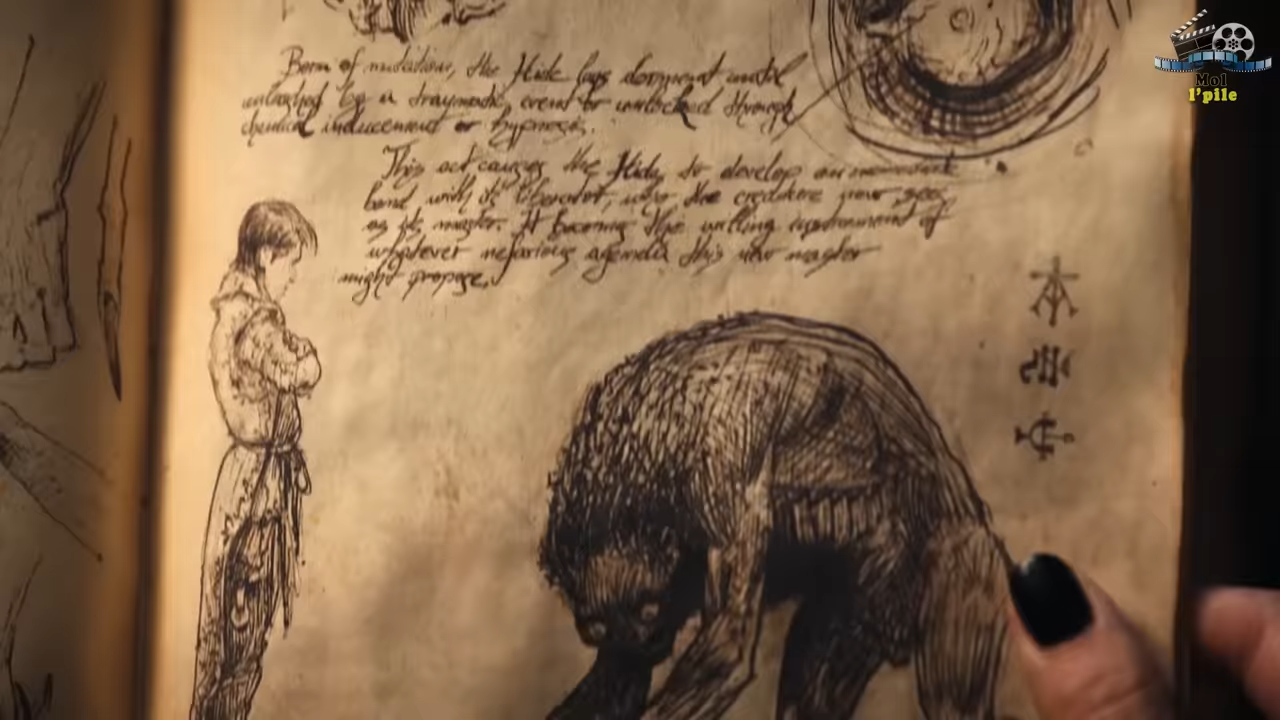 Born of mutation, the Hide lays dormant until
unleashed by a traumatic event or unlocked through
chemical inducement or hypnosis.
This act causes the Hide to develop an immediate
bond with its liberator, who the creature now sees
as its master. It becomes the willing instrument of
whatever nefarious agenda this new master
might propose.
Mol
l'pile